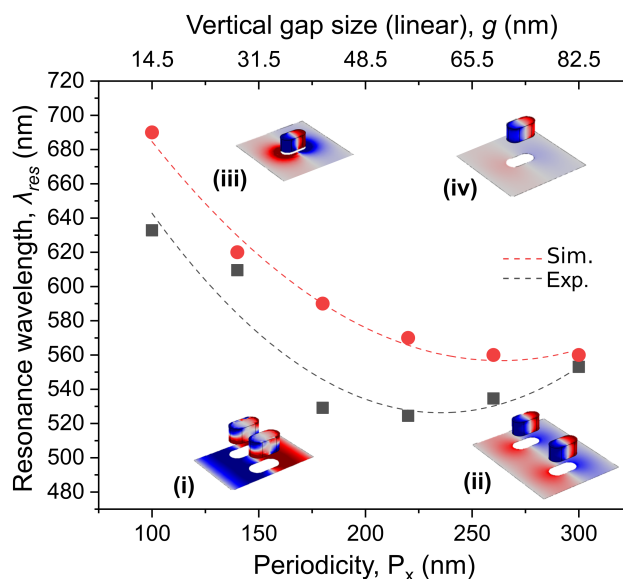 Vertical gap size (linear), g (nm)
14.5 31.5 48.5 65.5 82.5
720
700
680
660
640
620
600
580
560
540
520
500
480
Resonance wavelength, λres (nm)
(iii)
(iv)
Sim.
Exp.
(i)
(ii)
100 150 200 250 300
Periodicity, Px (nm)